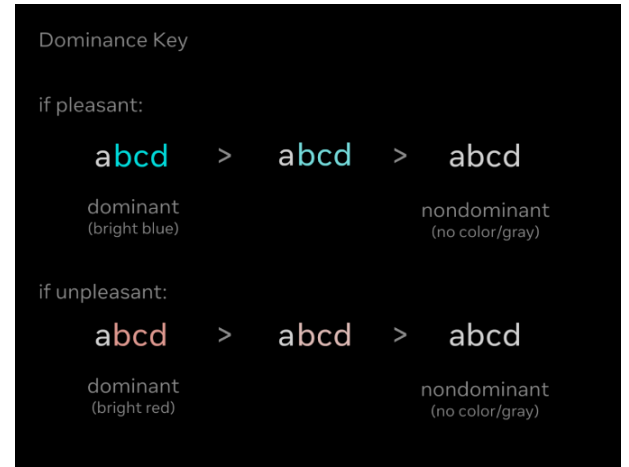 Dominance Key
if pleasant:
abcd > abcd > abcd
dominant nondominant
(bright blue) (no color/gray)
if unpleasant:
abcd > abcd > abcd
dominant nondominant
(bright red) (no color/gray)